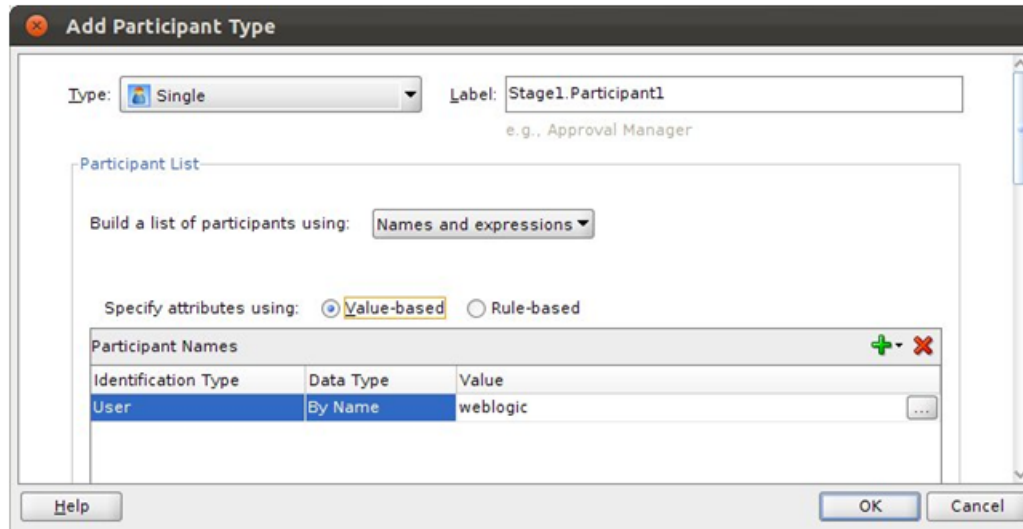 Add Participant Type
Type: Single Label: Stage1.Participant1
e.g., Approval Manager
Participant List
Build a list of participants using: Names and expressions
Specify attributes using: Value-based Rule-based
Participant Names
Identification Type Data Type Value
User By Name weblogic ...
Help OK Cancel